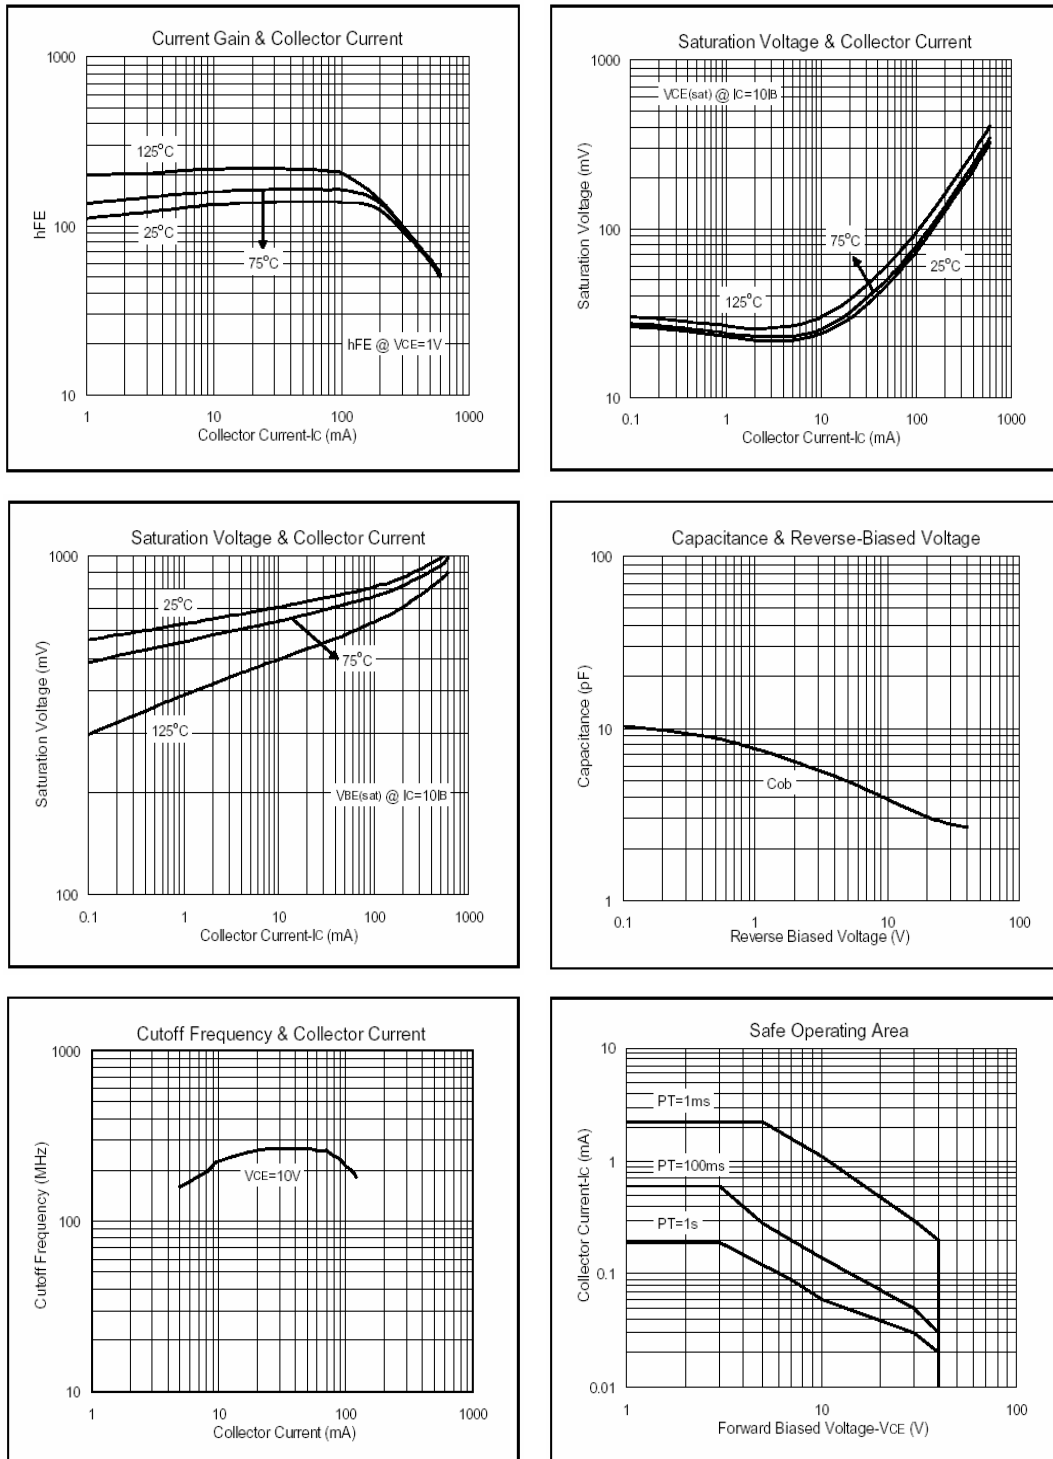 Current Gain & Collector Current
1000
125°C
100
25°C
75°C
hFE @ VCE=1V
10
hFE
1 10 100 1000
Collector Current-IC (mA)
Saturation Voltage & Collector Current
1000
VCE(sat) @ IC=10IB
75°C
100
25°C
125°C
10
Saturation Voltage (mV)
0.1 1 10 100 1000
Collector Current-IC (mA)
Saturation Voltage & Collector Current
1000
25°C
75°C
125°C
VBE(sat) @ IC=10IB
100
Saturation Voltage (mV)
0.1 1 10 100 1000
Collector Current-IC (mA)
Capacitance & Reverse-Biased Voltage
100
10
Cob
1
Capacitance (pF)
0.1 1 10 100
Reverse Biased Voltage (V)
Cutoff Frequency & Collector Current
1000
VCE=10V
100
10
Cutoff Frequency (MHz)
1 10 100 1000
Collector Current (mA)
Safe Operating Area
10
PT=1ms
1
PT=100ms
PT=1s
0.1
0.01
Collector Current-IC (mA)
1 10 100
Forward Biased Voltage-VCE (V)